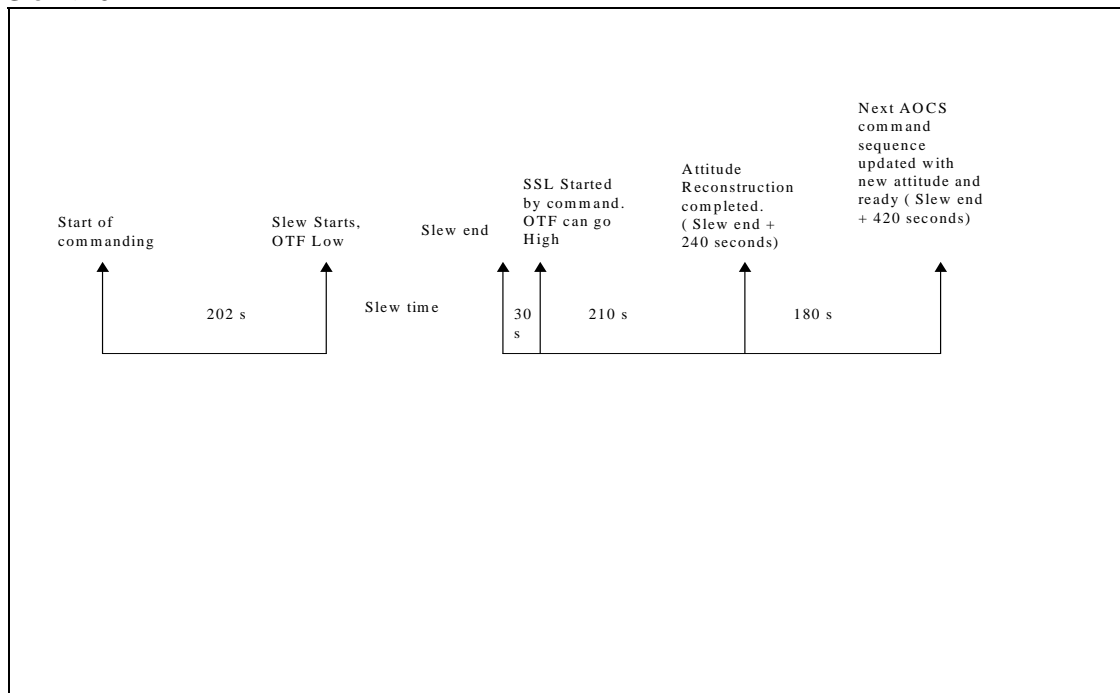 Start of
commanding
202 s
Slew Starts,
OTF Low
Slew time
Slew end
30
s
SSL Started
by command.
OTF can go
High
210 s
Attitude
Reconstruction
completed.
( Slew end +
240 seconds)
180 s
Next AOCS
command
sequence
updated with
new attitude and
ready ( Slew end
+ 420 seconds)